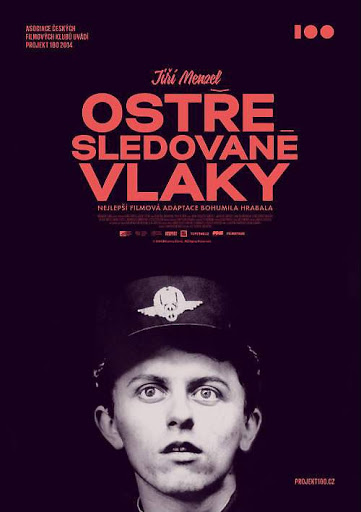 ASOCIACE ČESKÝCH
FILMOVÝCH KLUBŮ UVÁDÍ
PROJEKT 100 2014
100
Jiří Menzel
OSTŘE
SLEDOVANÉ
VLAKY
NEJLEPŠÍ FILMOVÁ ADAPTACE BOHUMILA HRABALA
PROJEKT100.CZ